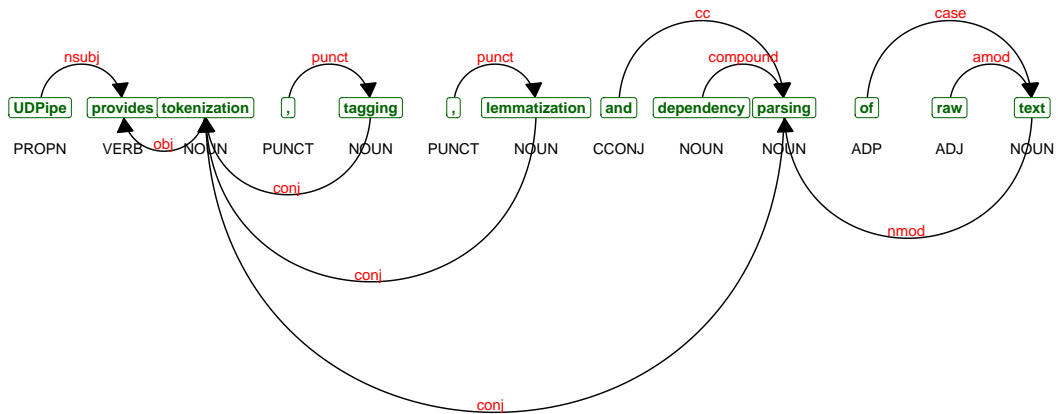 cc case
nsubj punct punct compound amod
UDPipe provides tokenization , tagging , lemmatization and dependency parsing of raw text
PROPN VERB obj NOUN PUNCT NOUN PUNCT NOUN CCONJ NOUN NOUN ADP ADJ NOUN
conj
nmod
conj
conj